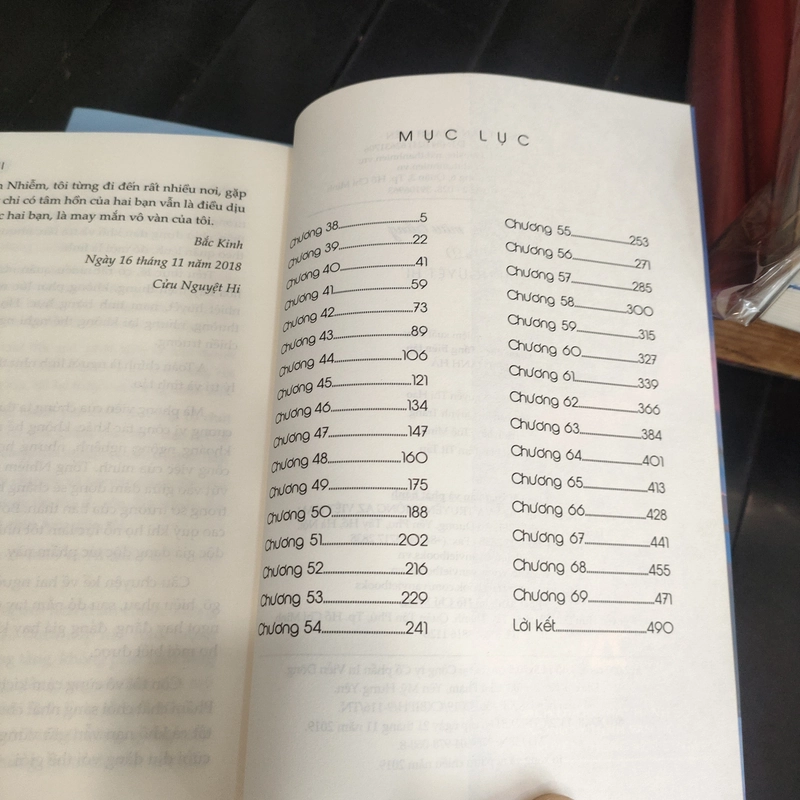 Nhiễm, tôi từng đi đến rất nhiều nơi, gặp
chỉ có tâm hồn của hai bạn vẫn là điều dịu
hai bạn, là may mắn vô vàn của tôi.
Bắc Kinh
Ngày 16 tháng 11 năm 2018
Cửu Nguyệt Hi
MỤC LỤC
Chương 38 5
Chương 39 22
Chương 40 41
Chương 41 59
Chương 42 73
Chương 43 89
Chương 44 106
Chương 45 121
Chương 46 134
Chương 47 147
Chương 48 160
Chương 49 175
Chương 50 188
Chương 51 202
Chương 52 216
Chương 53 229
Chương 54 241
Chương 55 253
Chương 56 271
Chương 57 285
Chương 58 300
Chương 59 315
Chương 60 327
Chương 61 339
Chương 62 366
Chương 63 384
Chương 64 401
Chương 65 413
Chương 66 428
Chương 67 441
Chương 68 455
Chương 69 471
Lời kết 490